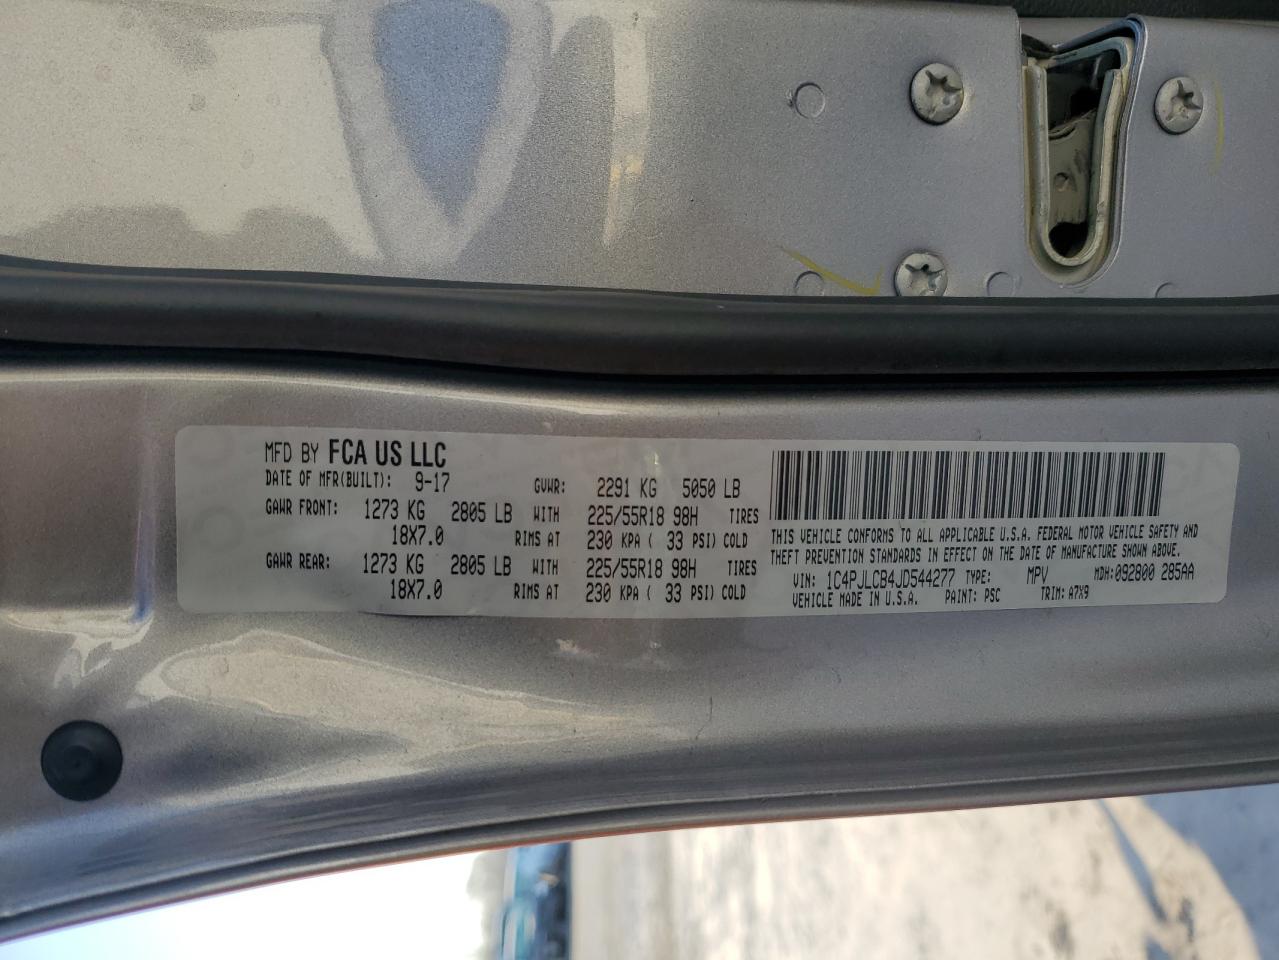 MFD BY FCA US LLC
DATE OF MFR(BUILT): 9-17 GVWR: 2291 KG 5050 LB
GAWR FRONT: 1273 KG 2805 LB WITH 225/55R18 98H TIRES
18X7.0 RIMS AT 230 KPA ( 33 PSI) COLD
GAWR REAR: 1273 KG 2805 LB WITH 225/55R18 98H TIRES
18X7.0 RIMS AT 230 KPA ( 33 PSI) COLD
THIS VEHICLE CONFORMS TO ALL APPLICABLE U.S.A. FEDERAL MOTOR VEHICLE SAFETY AND
THEFT PREVENTION STANDARDS IN EFFECT ON THE DATE OF MANUFACTURE SHOWN ABOVE.
VIN: 1C4PJLCB4JD544277 TYPE: MPV MDH:092800 285AA
VEHICLE MADE IN U.S.A. PAINT: PSC TRIM: A7X9